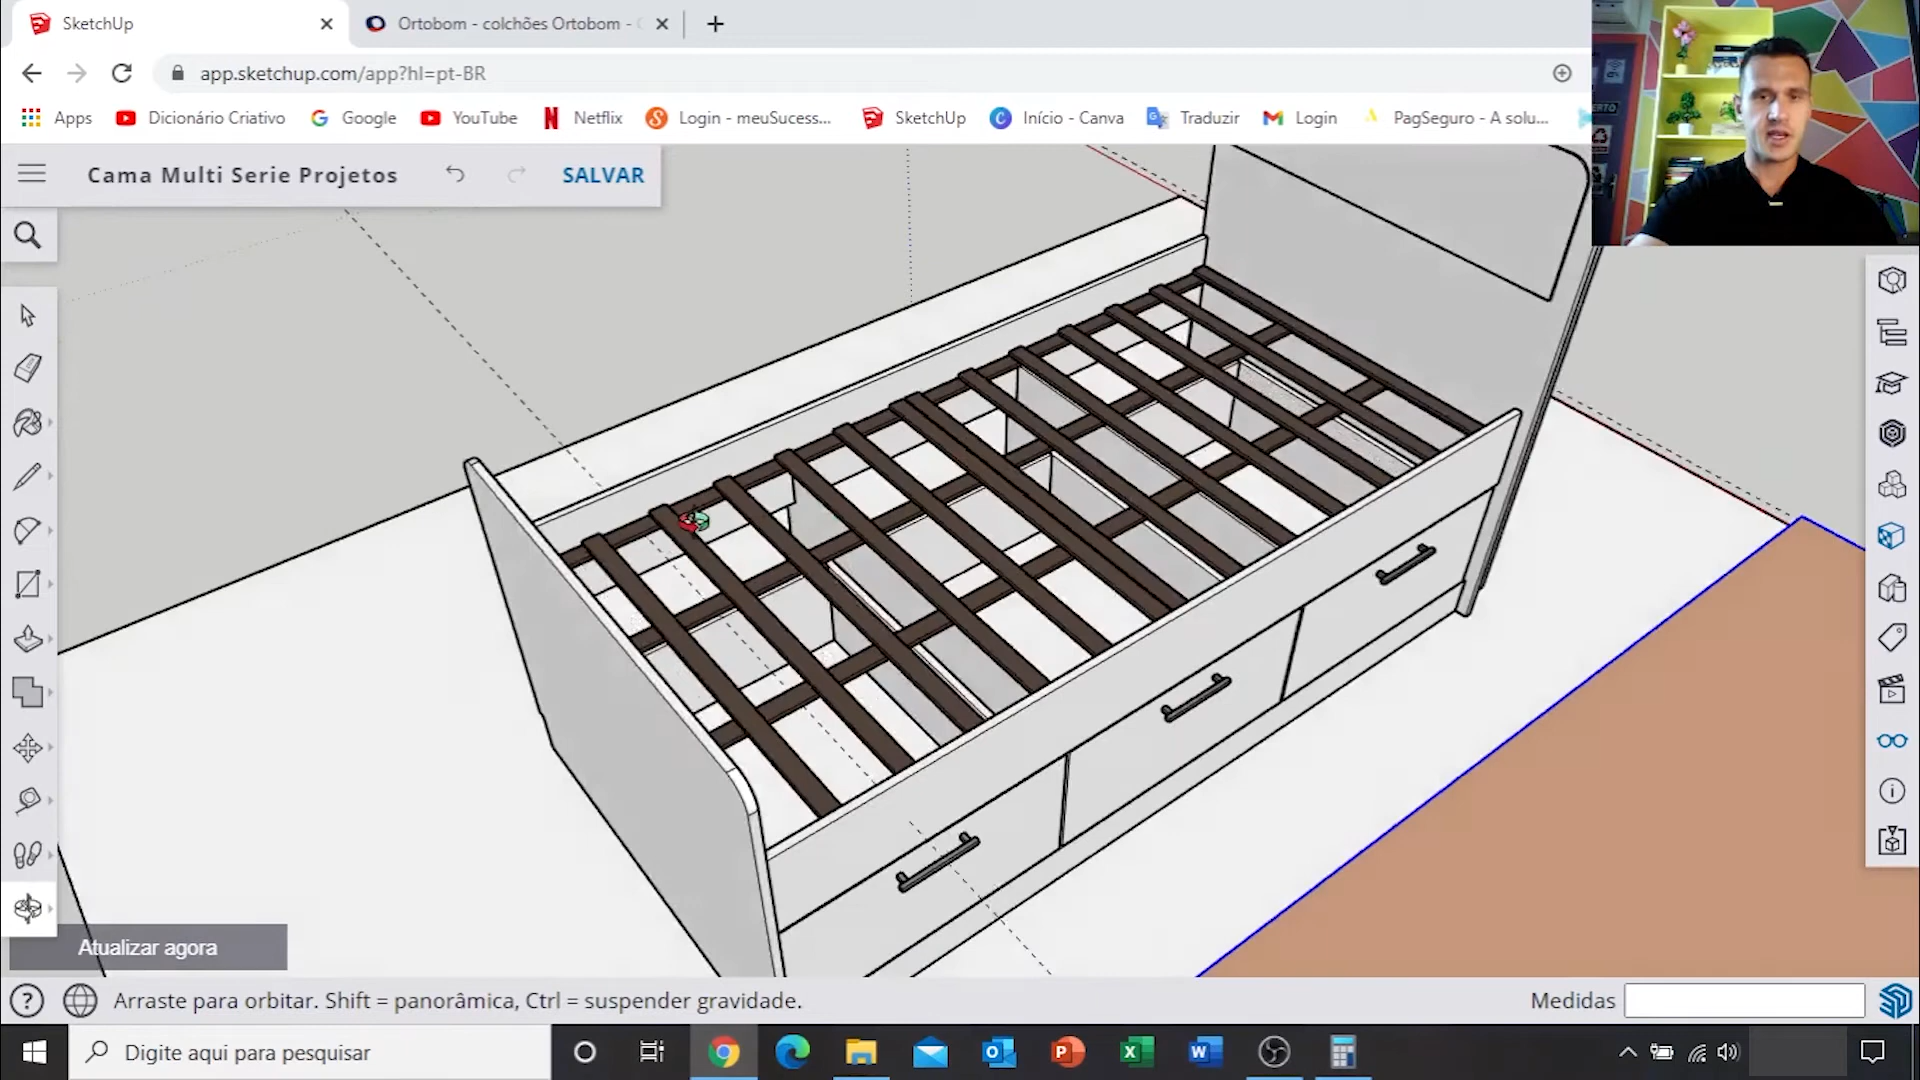 SketchUp
Ortobom - colchões Ortobom -
app.sketchup.com/app?hl=pt-BR
Apps Dicionário Criativo Google YouTube Netflix Login - meuSucess... SketchUp Início - Canva Traduzir Login PagSeguro - A solu...
Cama Multi Serie Projetos SALVAR
Atualizar agora
Arraste para orbitar. Shift = panorâmica, Ctrl = suspender gravidade. Medidas
Digite aqui para pesquisar